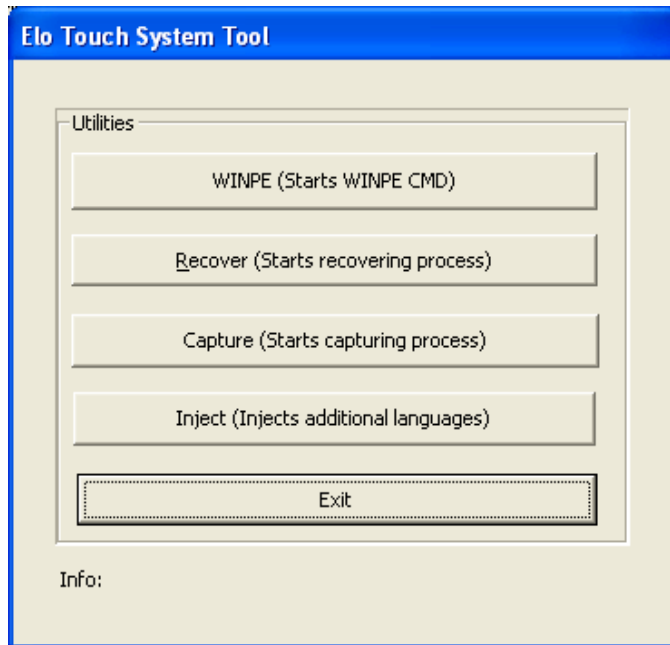 Elo Touch System Tool
Utilities
WINPE (Starts WINPE CMD)
Recover (Starts recovering process)
Capture (Starts capturing process)
Inject (Injects additional languages)
Exit
Info: